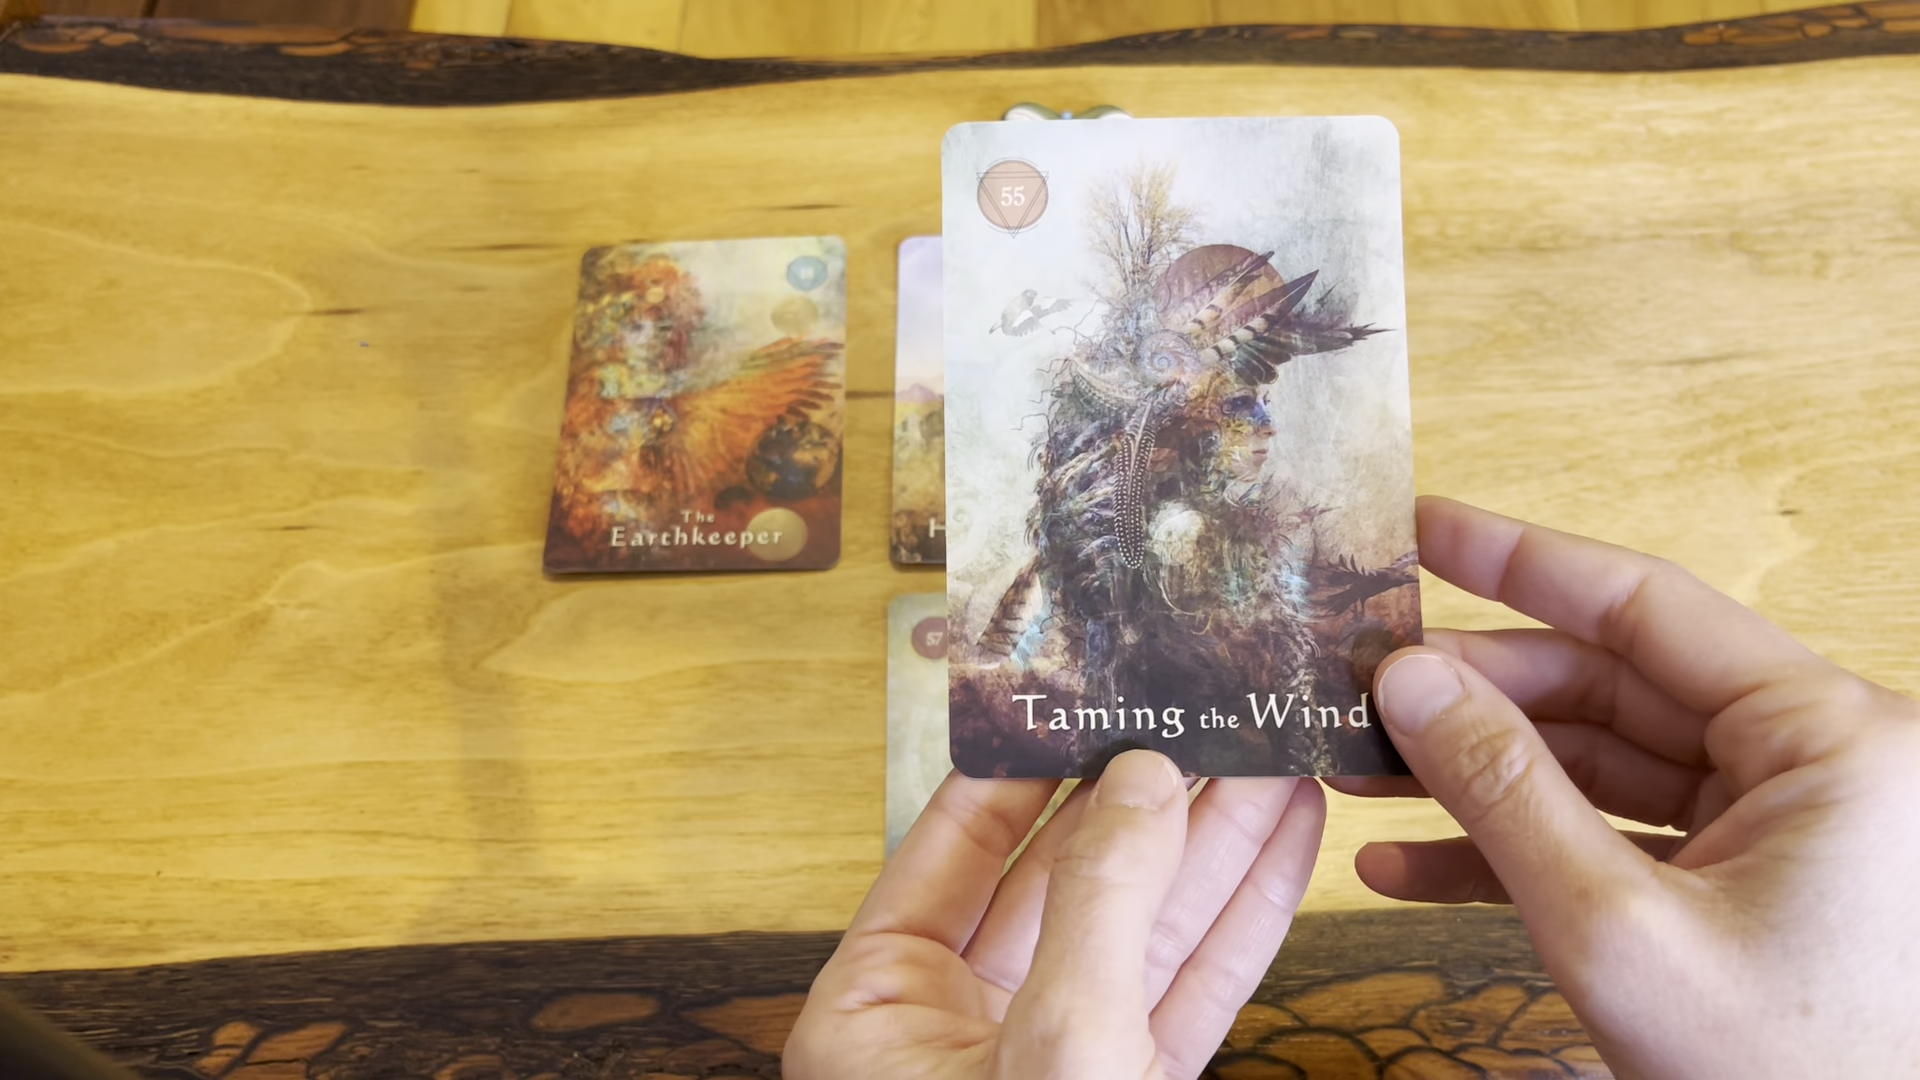 55
Taming the Wind
The
Earthkeeper
H
57